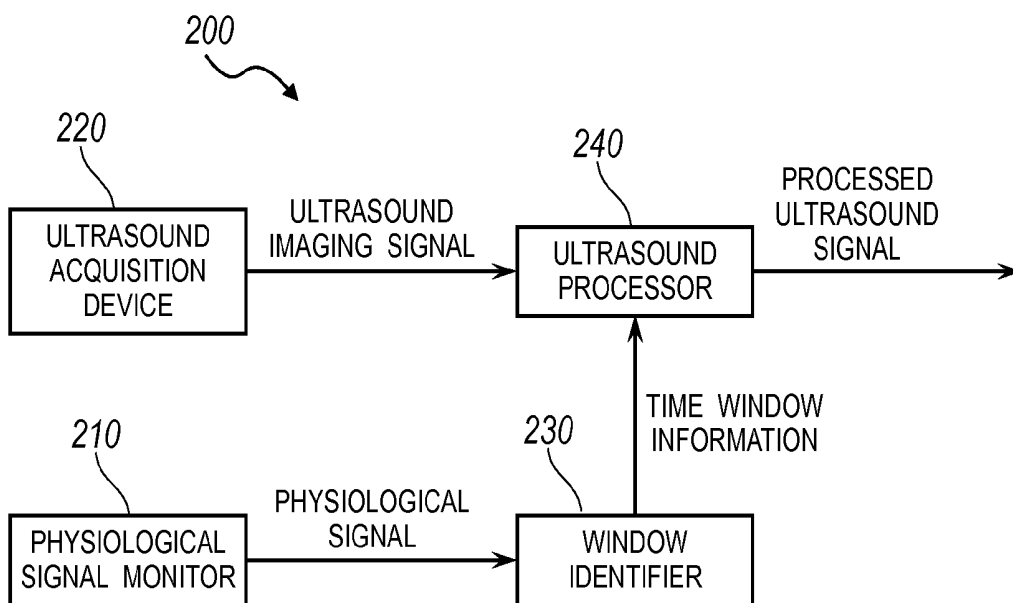 200
220
ULTRASOUND
ACQUISITION
DEVICE
ULTRASOUND
IMAGING SIGNAL
240
ULTRASOUND
PROCESSOR
PROCESSED
ULTRASOUND
SIGNAL
TIME WINDOW
INFORMATION
210
PHYSIOLOGICAL
SIGNAL MONITOR
PHYSIOLOGICAL
SIGNAL
230
WINDOW
IDENTIFIER